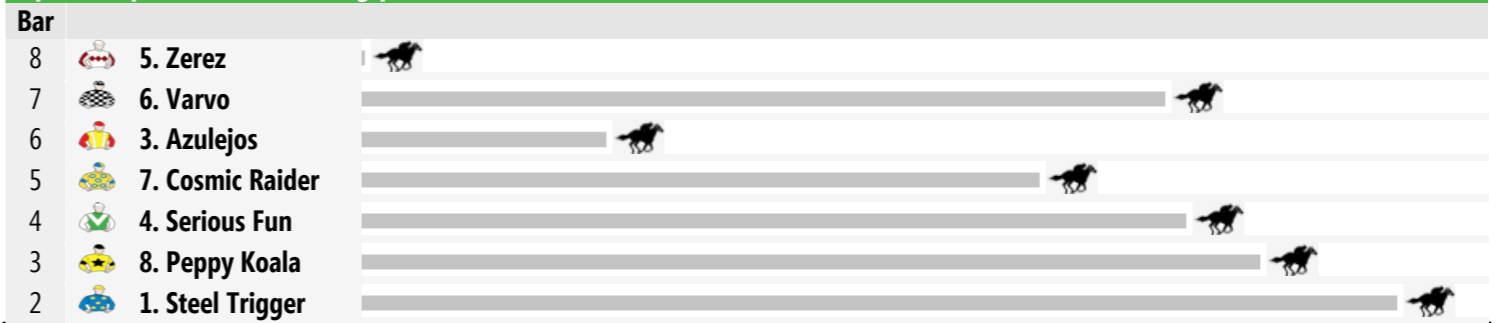 Bar
8 5. Zerez
7 6. Varvo
6 3. Azulejos
5 7. Cosmic Raider
4 4. Serious Fun
3 8. Peppy Koala
2 1. Steel Trigger